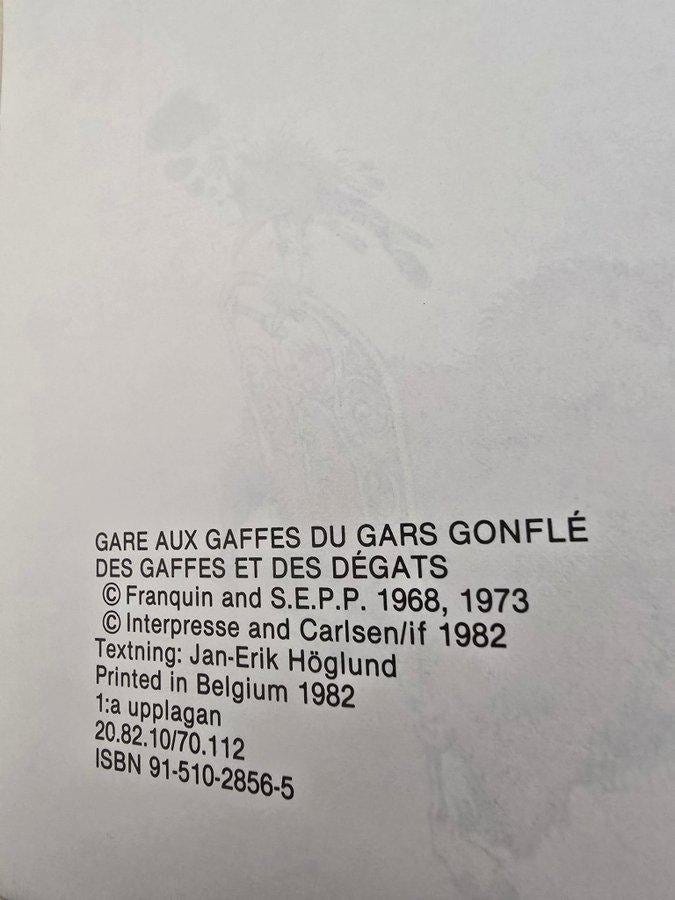 GARE AUX GAFFES DU GARS GONFLÉ
DES GAFFES ET DES DÉGATS
© Franquin and S.E.P.P. 1968, 1973
© Interpresse and Carlsen/if 1982
Textning: Jan-Erik Höglund
Printed in Belgium 1982
1:a upplagan
20.82.10/70.112
ISBN 91-510-2856-5